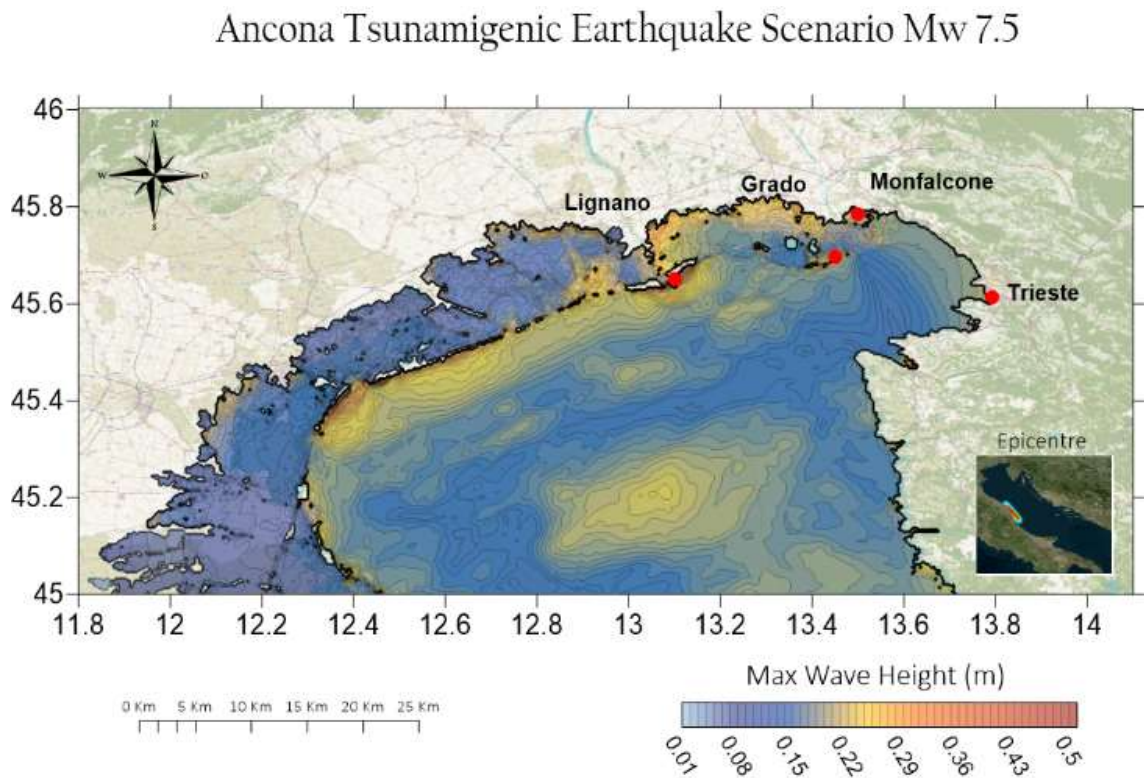 Ancona Tsunamigenic Earthquake Scenario Mw 7.5
46
45.8
45.6
45.4
45.2
45
N
W
O
S
Lignano
Grado
Monfalcone
Trieste
Epicentre
11.8 12 12.2 12.4 12.6 12.8 13 13.2 13.4 13.6 13.8 14
0 Km 5 Km 10 Km 15 Km 20 Km 25 Km
Max Wave Height (m)
0.01 0.08 0.15 0.22 0.29 0.36 0.43 0.5